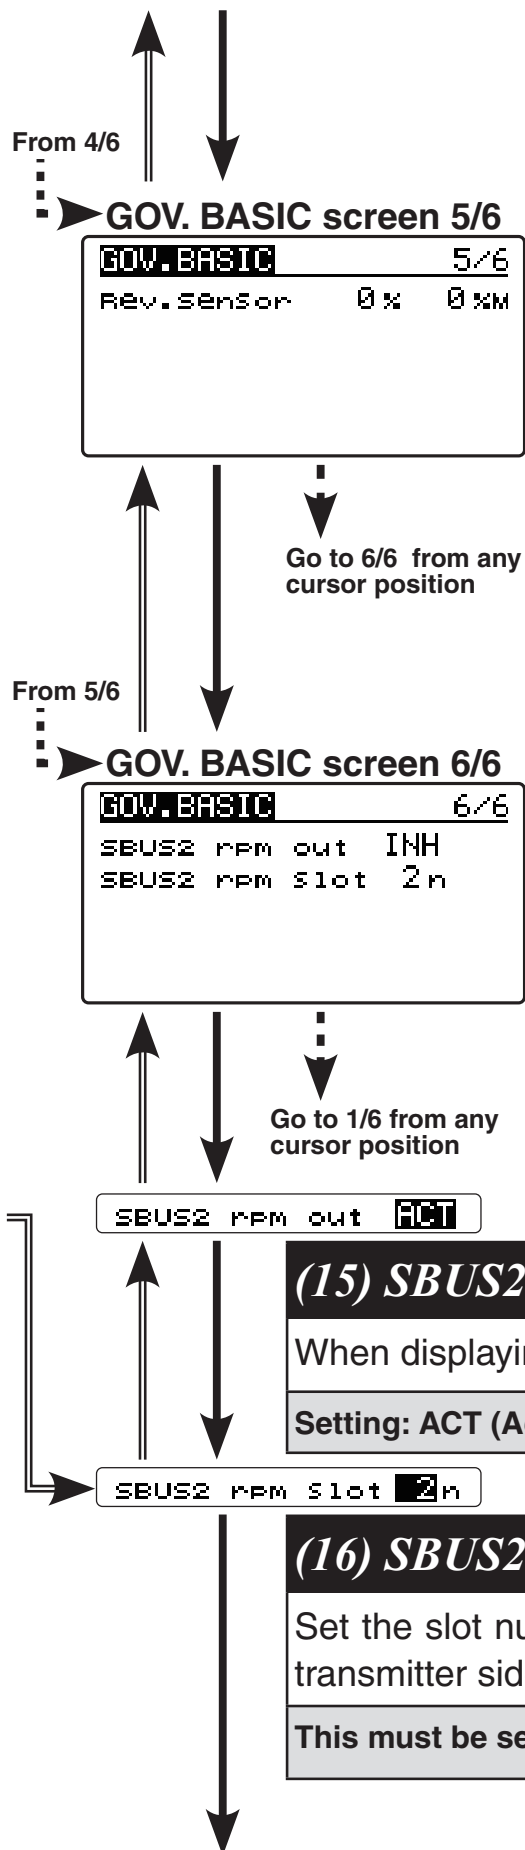 From 4/6
GOV. BASIC screen 5/6
GOV.BASIC 5/6
Rev.Sensor 0% 0%M
Go to 6/6 from any
cursor position
From 5/6
GOV. BASIC screen 6/6
GOV.BASIC 6/6
SBUS2 rpm out INH
SBUS2 rpm Slot 2n
Go to 1/6 from any
cursor position
SBUS2 rpm out ACT
(15) SBUS2
When displayin
Setting: ACT (A
SBUS2 rpm Slot 2n
(16) SBUS2
Set the slot nu
transmitter sid
This must be se